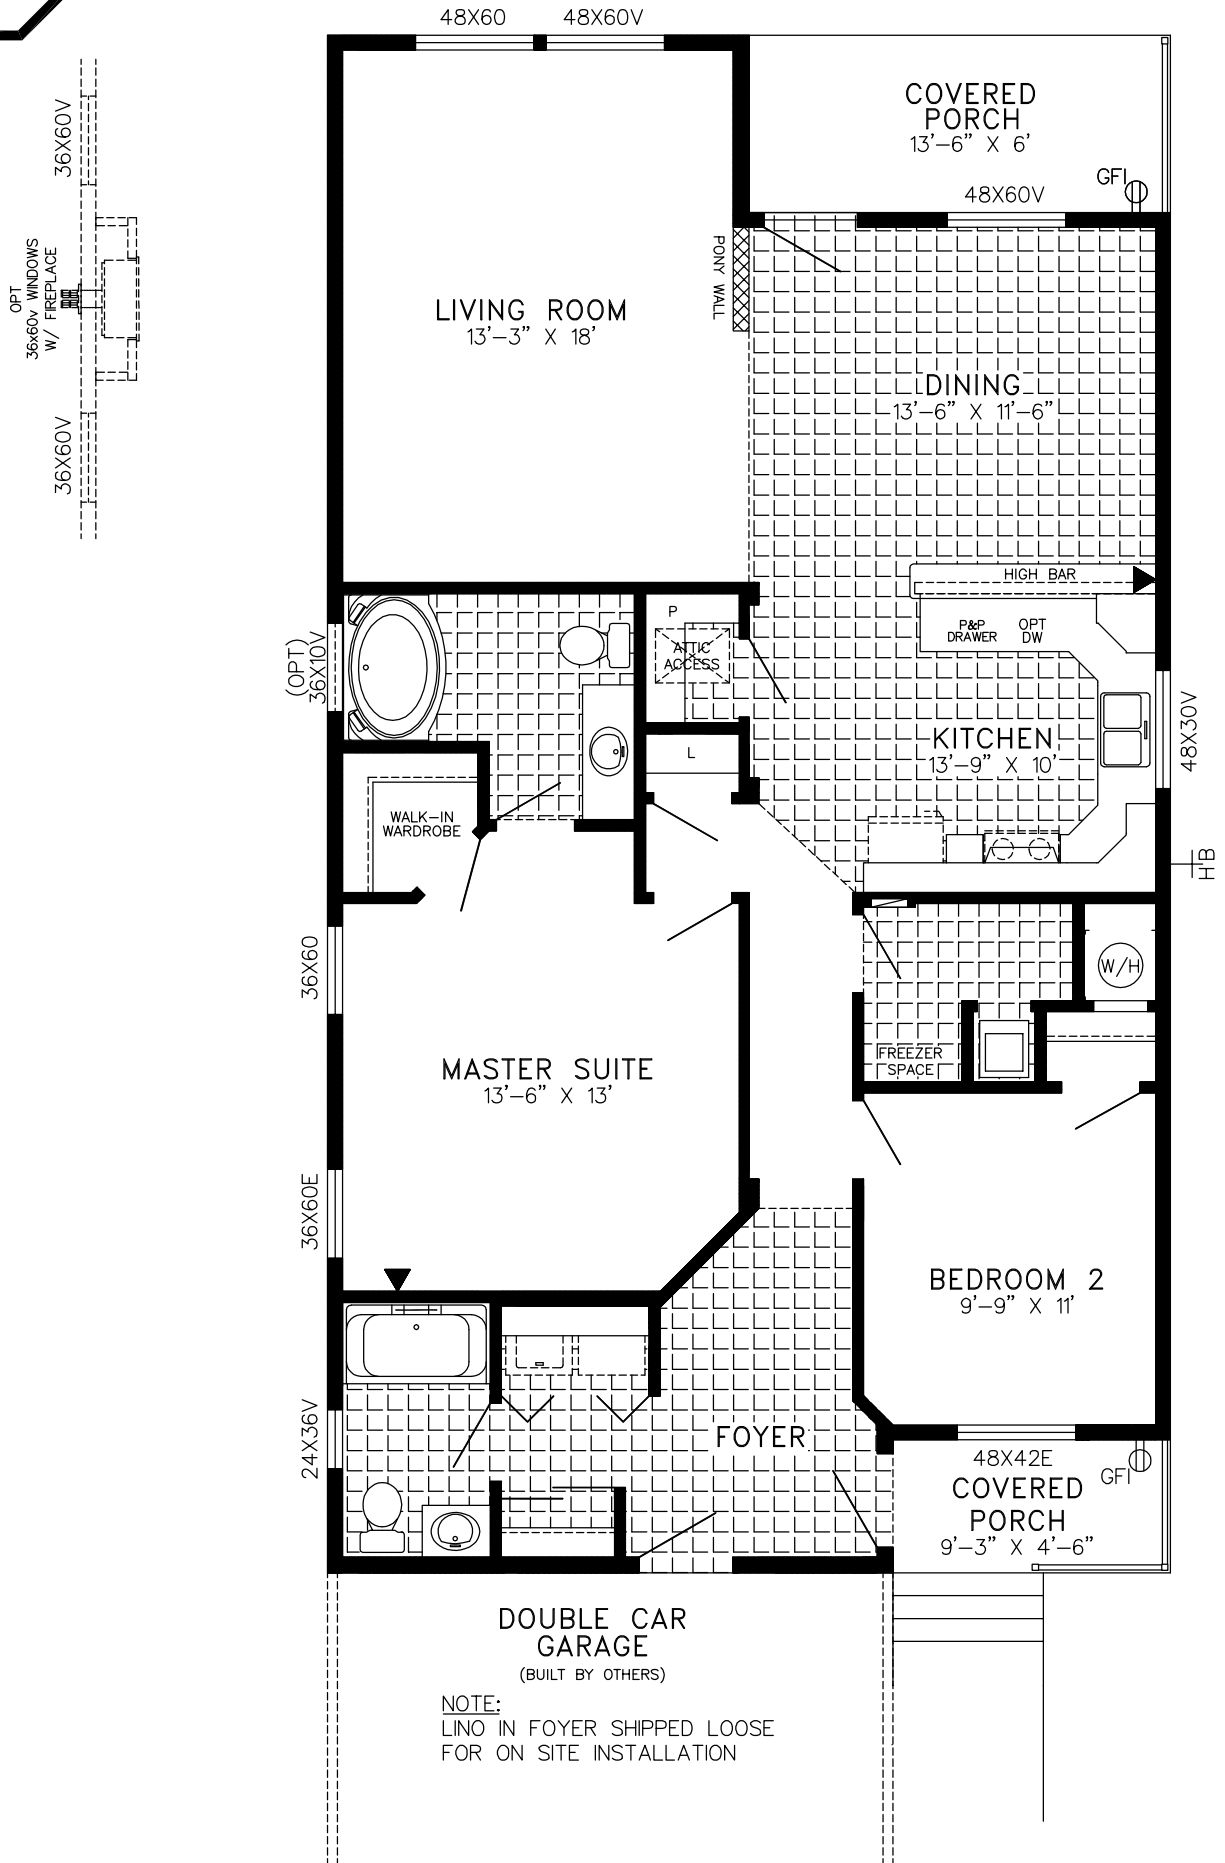 48X60
48X60V
COVERED
PORCH
13'-6" X 6'
GFI
48X60V
36X60V
OPT
36x60v WINDOWS
W/ FIREPLACE
36X60V
PONY WALL
LIVING ROOM
13'-3" X 18'
DINING
13'-6" X 11'-6"
HIGH BAR
P&P
DRAWER
OPT
DW
(OPT)
36X10V
P
ATTIC
ACCESS
KITCHEN
13'-9" X 10'
48X30V
L
WALK-IN
WARDROBE
HB
36X60
W/H
FREEZER
SPACE
MASTER SUITE
13'-6" X 13'
36X60E
BEDROOM 2
9'-9" X 11'
24X36V
FOYER
48X42E
GFI
COVERED
PORCH
9'-3" X 4'-6"
DOUBLE CAR
GARAGE
(BUILT BY OTHERS)
NOTE:
LINO IN FOYER SHIPPED LOOSE
FOR ON SITE INSTALLATION